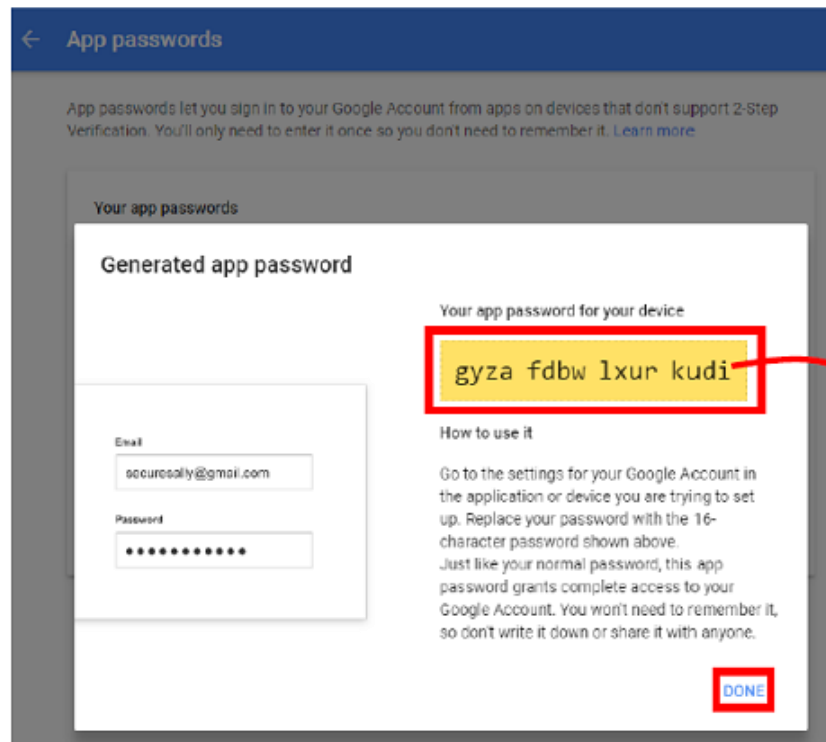 App passwords
App passwords let you sign in to your Google Account from apps on devices that don't support 2-Step
Verification. You'll only need to enter it once so you don't need to remember it. Learn more
Your app passwords
Generated app password
Your app password for your device
gyza fdbw lxur kudi
Email
securesally@gmail.com
Password
How to use it
Go to the settings for your Google Account in
the application or device you are trying to set
up. Replace your password with the 16-
character password shown above.
Just like your normal password, this app
password grants complete access to your
Google Account. You won't need to remember it,
so don't write it down or share it with anyone.
DONE